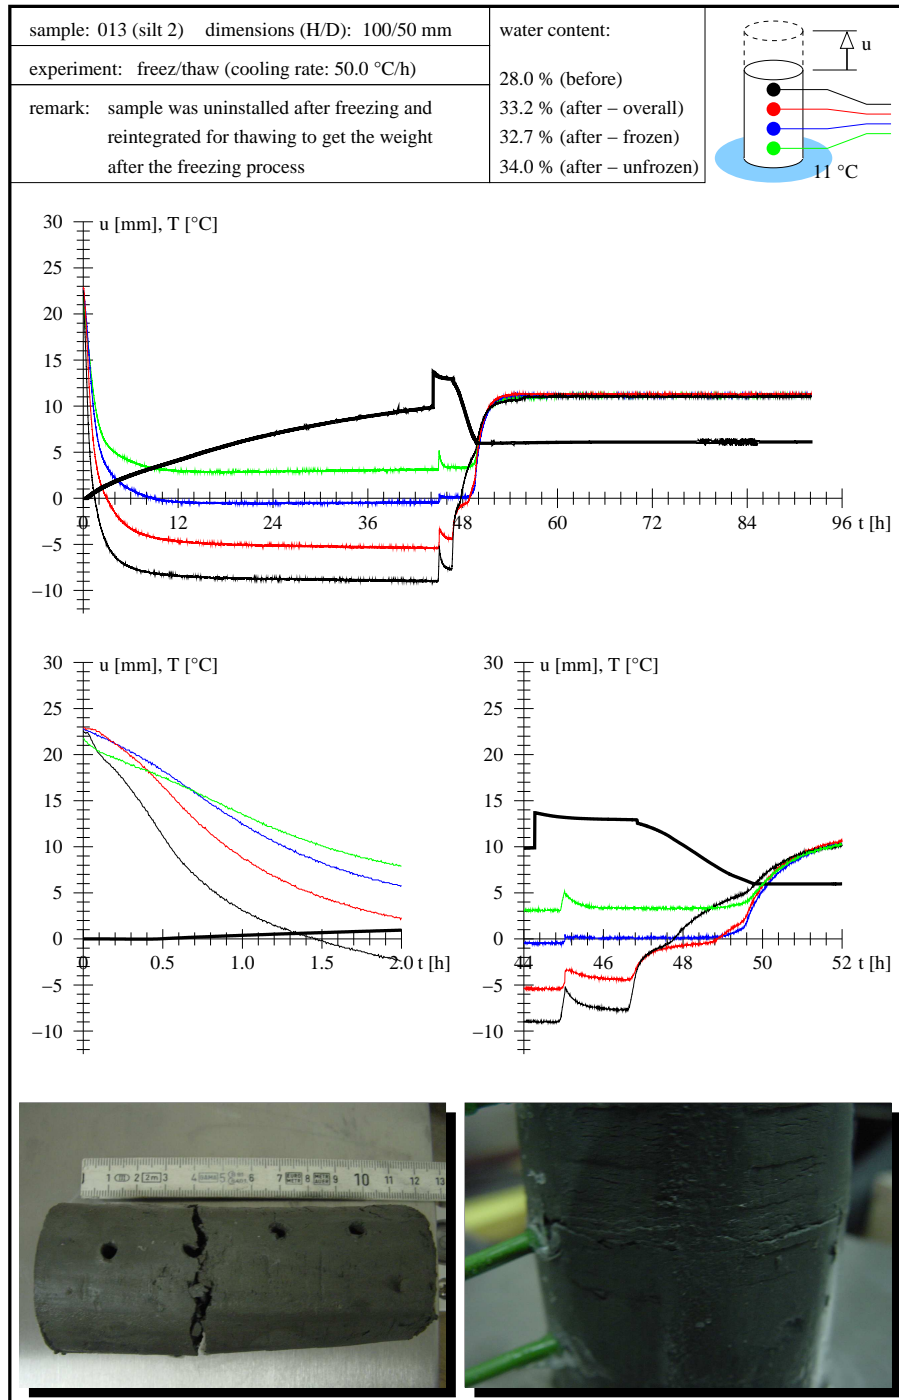 sample: 013 (silt 2) dimensions (H/D): 100/50 mm
experiment: freez/thaw (cooling rate: 50.0 °C/h)
remark: sample was uninstalled after freezing and
reintegrated for thawing to get the weight
after the freezing process
water content:
28.0 % (before)
33.2 % (after – overall)
32.7 % (after – frozen)
34.0 % (after – unfrozen)
u
11 °C
u [mm], T [°C]
30
25
20
15
10
5
0
−5
−10
0 12 24 36 48 60 72 84 96 t [h]
u [mm], T [°C]
30
25
20
15
10
5
0
−5
−10
0 0.5 1.0 1.5 2.0 t [h]
u [mm], T [°C]
30
25
20
15
10
5
0
−5
−10
44 46 48 50 52 t [h]
1 2 2m 3 4 5 6 7 8 9 10 11 12 13